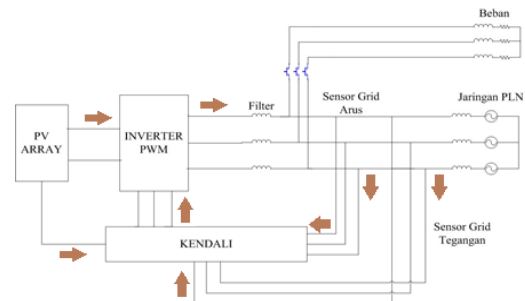 Beban
Filter
Sensor Grid
Arus
Jaringan PLN
PV
ARRAY
INVERTER
PWM
Sensor Grid
Tegangan
KENDALI